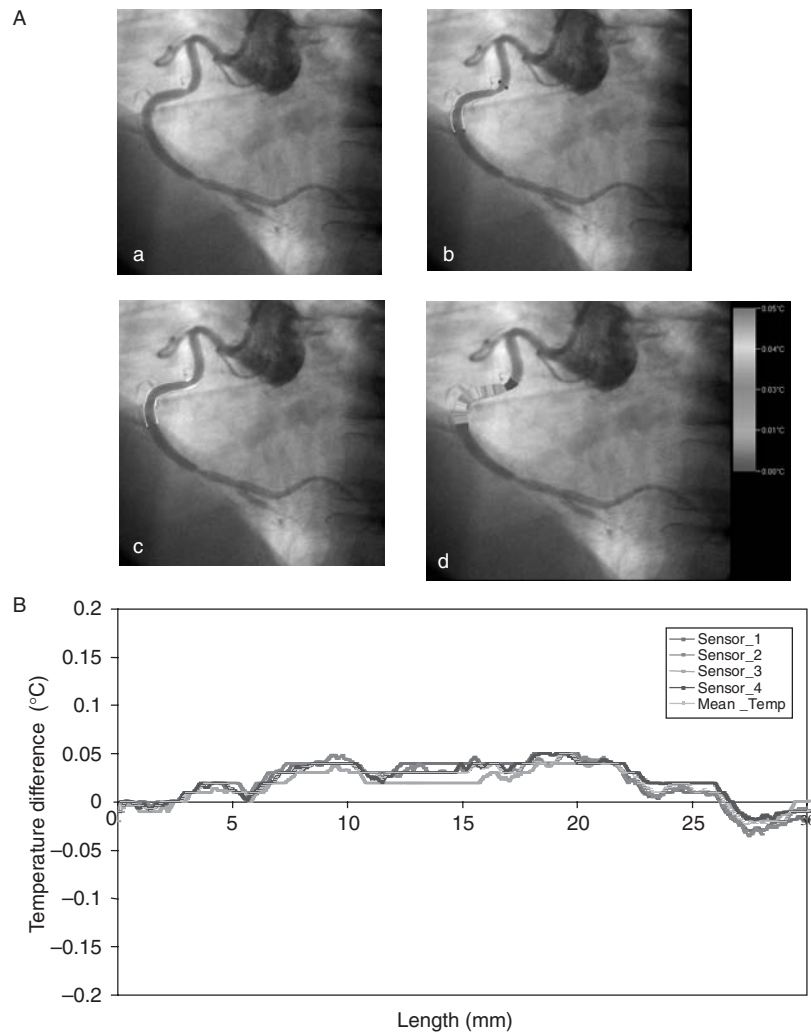 A
a
b
c
d
0.05°C
0.04°C
0.03°C
0.01°C
0.00°C
B
0.2
0.15
0.1
0.05
0
−0.05
−0.1
−0.15
−0.2
0
5
10
15
20
25
Temperature difference (°C)
Length (mm)
Sensor_1
Sensor_2
Sensor_3
Sensor_4
Mean _Temp